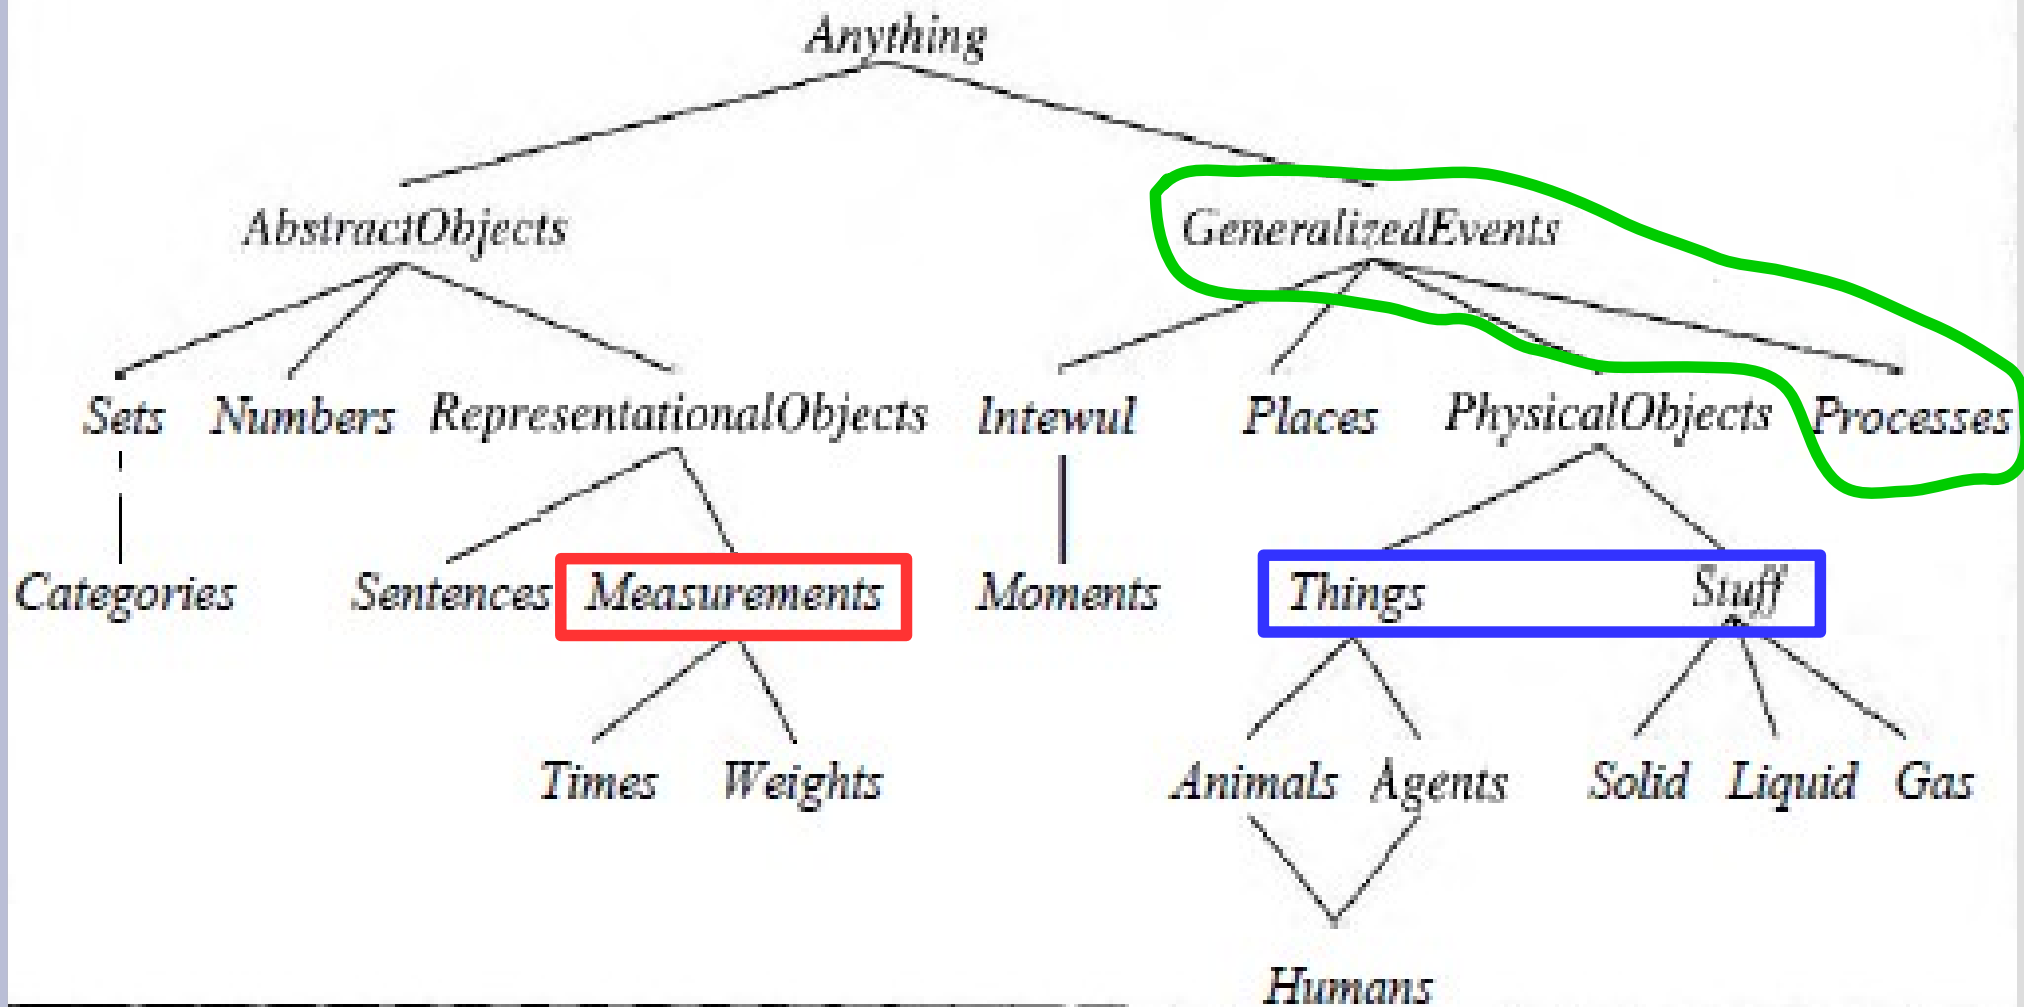 Anything
AbstractObjects GeneralizedEvents
Sets Numbers RepresentationalObjects Intewul Places PhysicalObjects Processes
Categories Sentences Measurements Moments Things Stuff
Times Weights Animals Agents Solid Liquid Gas
Humans